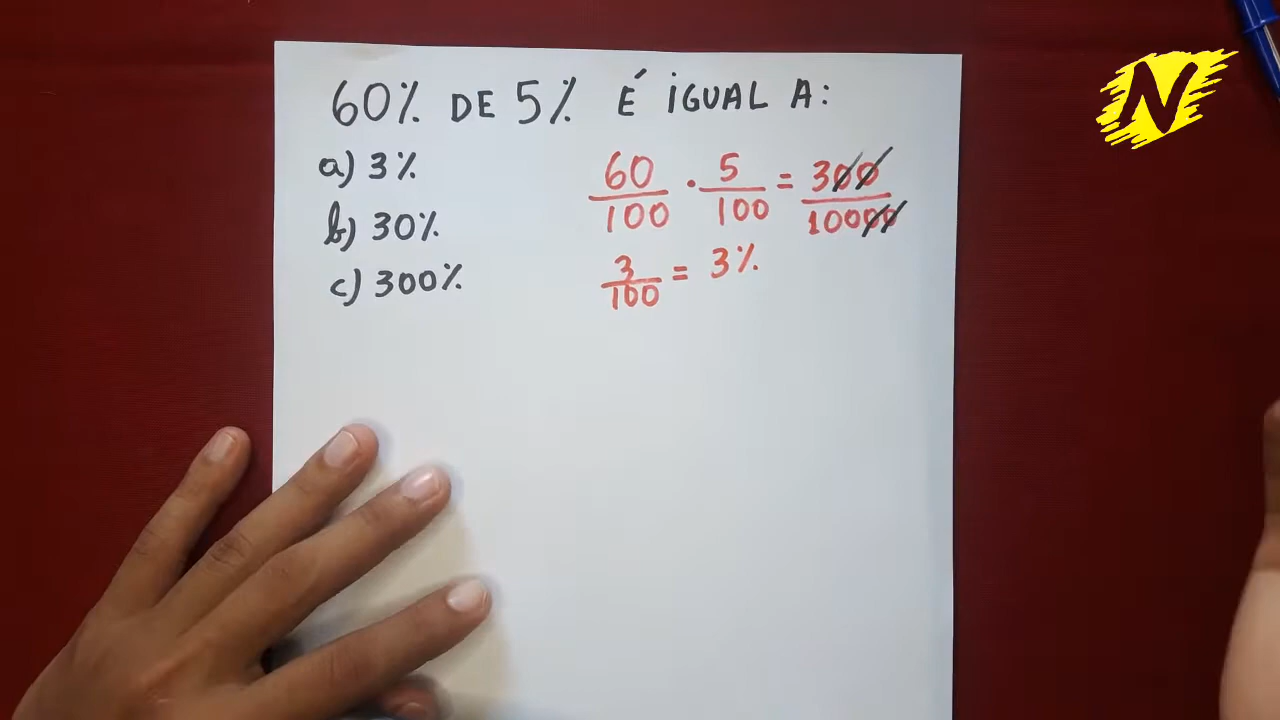 60% DE 5% É IGUAL A:
a) 3%
b) 30%
c) 300%
60/100 · 5/100 = 300/10000
3/100 = 3%
N